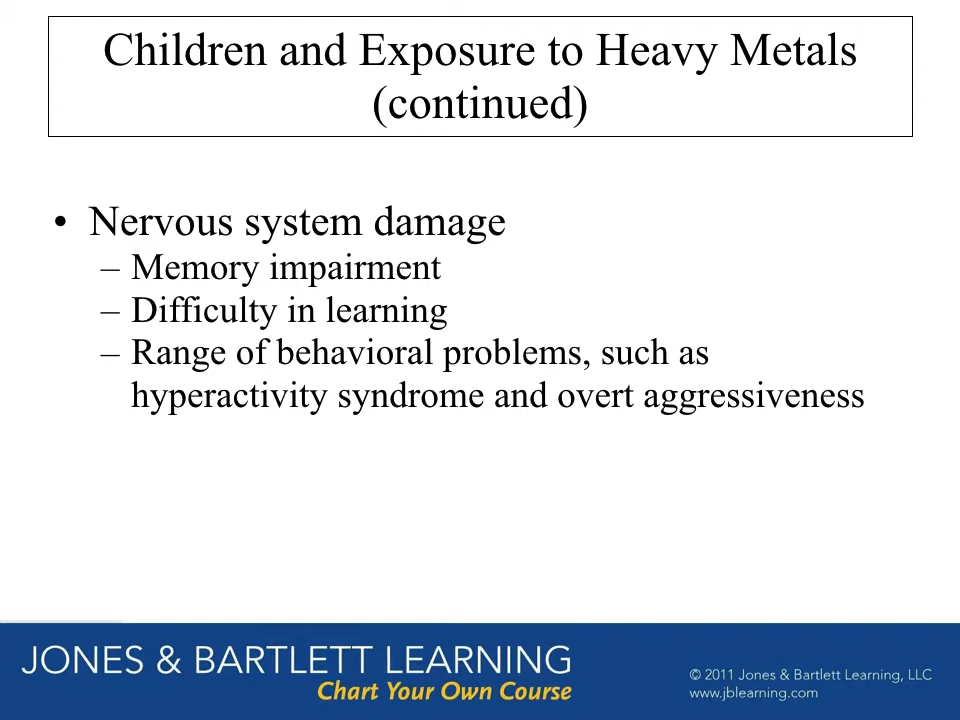 Children and Exposure to Heavy Metals
(continued)
• Nervous system damage
– Memory impairment
– Difficulty in learning
– Range of behavioral problems, such as
hyperactivity syndrome and overt aggressiveness
JONES & BARTLETT LEARNING
Chart Your Own Course
© 2011 Jones & Bartlett Learning, LLC
www.jblearning.com